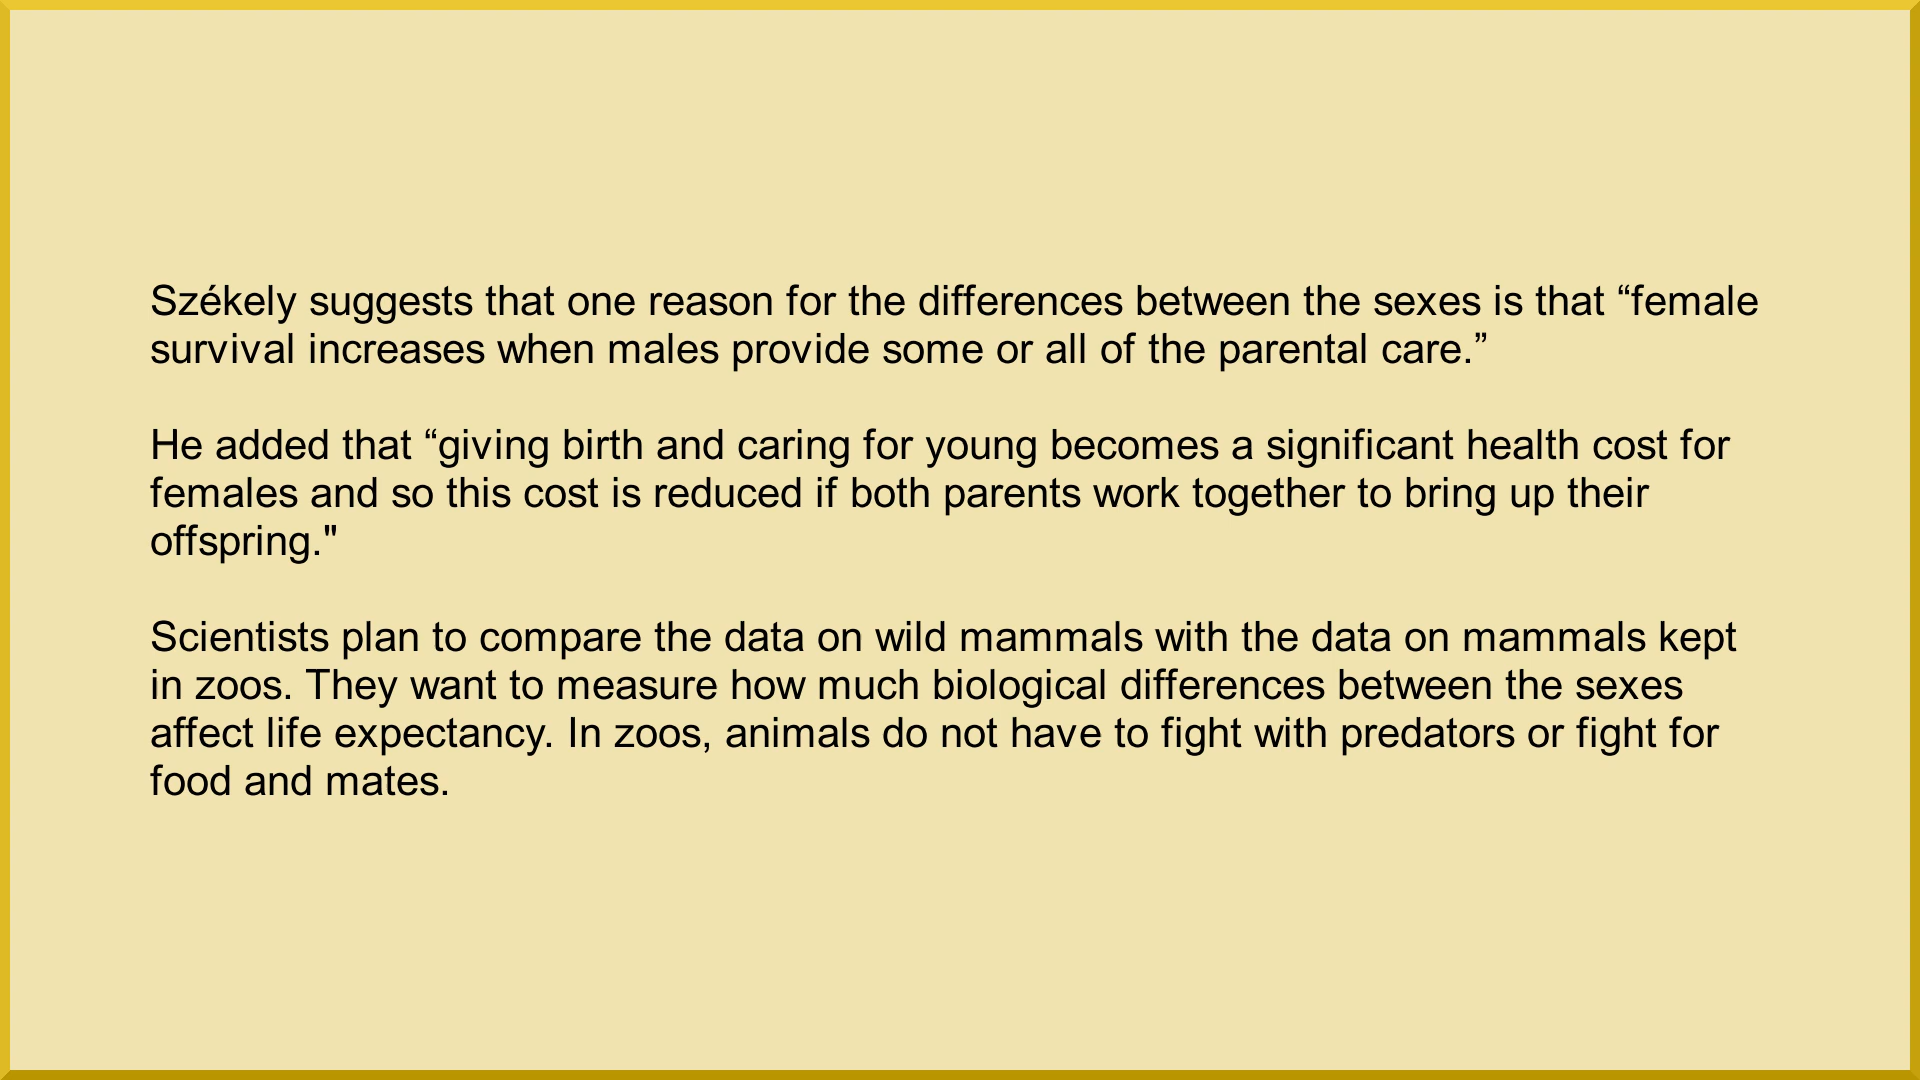 Székely suggests that one reason for the differences between the sexes is that “female
survival increases when males provide some or all of the parental care.”
He added that “giving birth and caring for young becomes a significant health cost for
females and so this cost is reduced if both parents work together to bring up their
offspring."
Scientists plan to compare the data on wild mammals with the data on mammals kept
in zoos. They want to measure how much biological differences between the sexes
affect life expectancy. In zoos, animals do not have to fight with predators or fight for
food and mates.